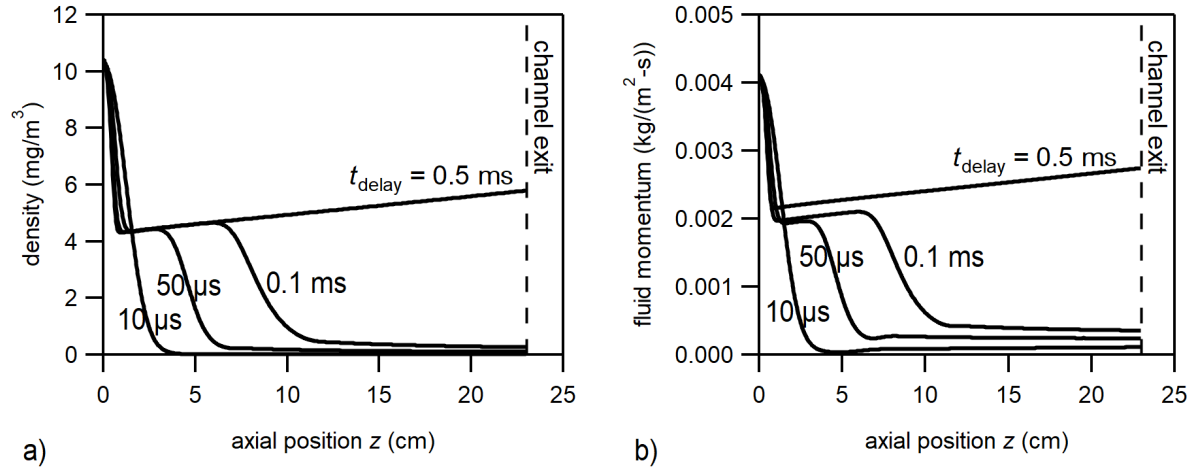 12
10
8
6
4
2
0
density (mg/m³)
0
5
10
15
20
25
axial position z (cm)
t_delay = 0.5 ms
0.1 ms
50 µs
10 µs
channel exit
a)
0.005
0.004
0.003
0.002
0.001
0.000
fluid momentum (kg/(m²-s))
0
5
10
15
20
25
axial position z (cm)
t_delay = 0.5 ms
0.1 ms
50 µs
10 µs
channel exit
b)